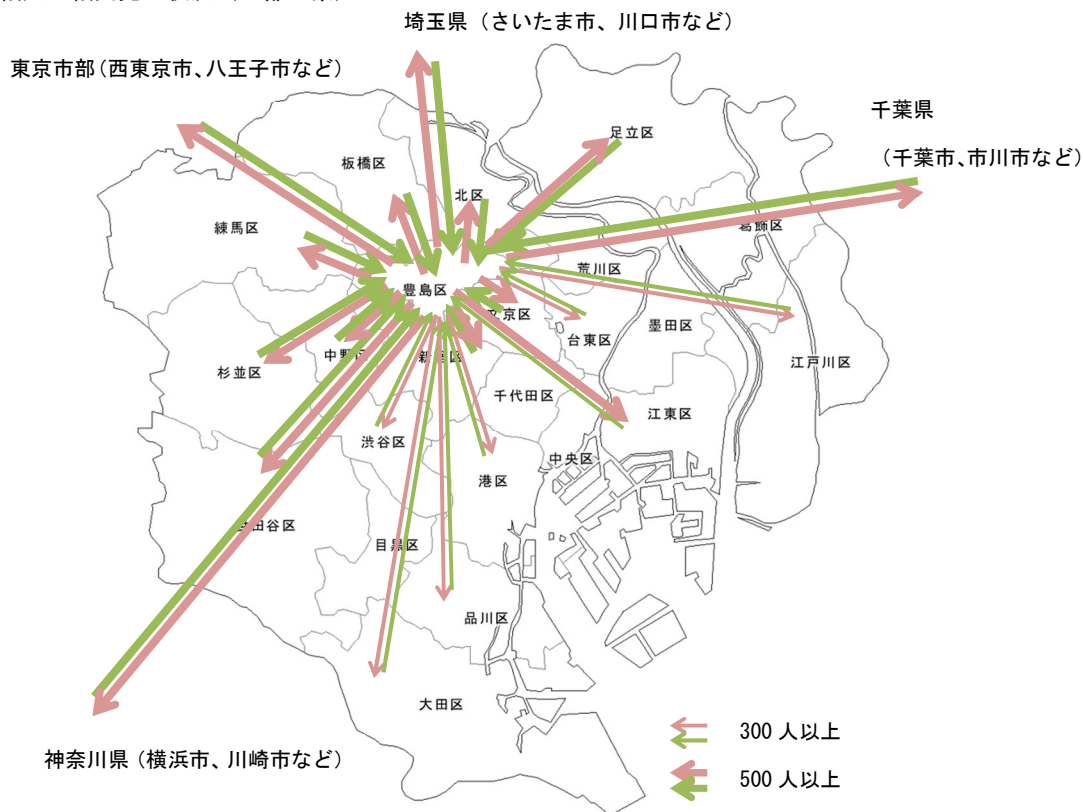 埼玉県（さいたま市、川口市など）
東京市部（西東京市、八王子市など）
千葉県
（千葉市、市川市など）
足立区
板橋区
北区
練馬区
葛飾区
荒川区
豊島区
文京区
墨田区
台東区
江戸川区
中野区
新宿区
杉並区
千代田区
江東区
渋谷区
中央区
港区
世田谷区
目黒区
品川区
大田区
300 人以上
神奈川県（横浜市、川崎市など）
500 人以上